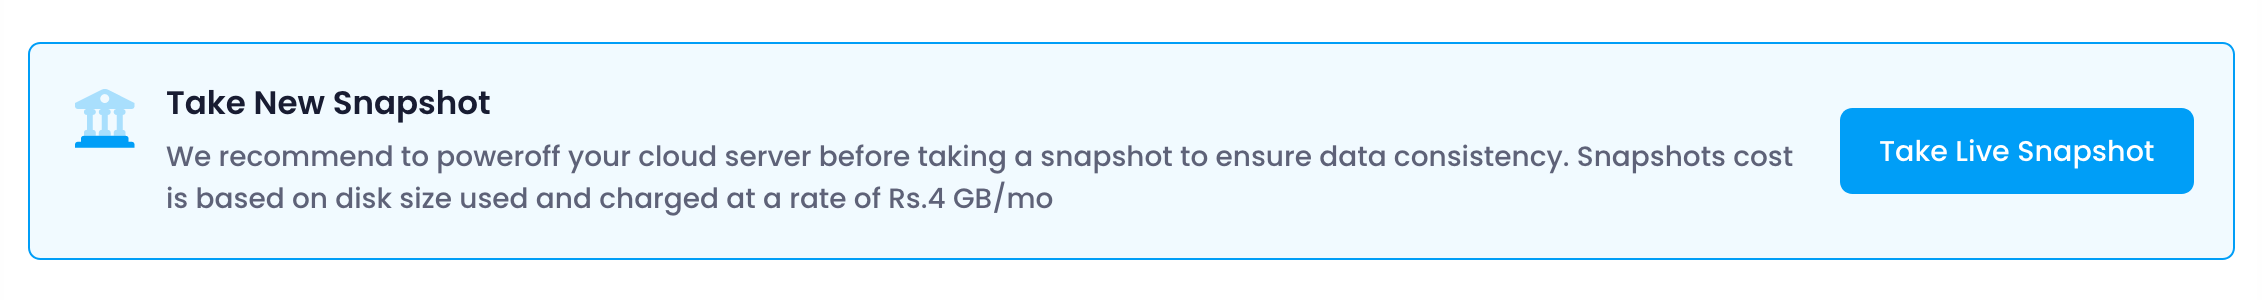 Take New Snapshot
We recommend to poweroff your cloud server before taking a snapshot to ensure data consistency. Snapshots cost
is based on disk size used and charged at a rate of Rs.4 GB/mo
Take Live Snapshot